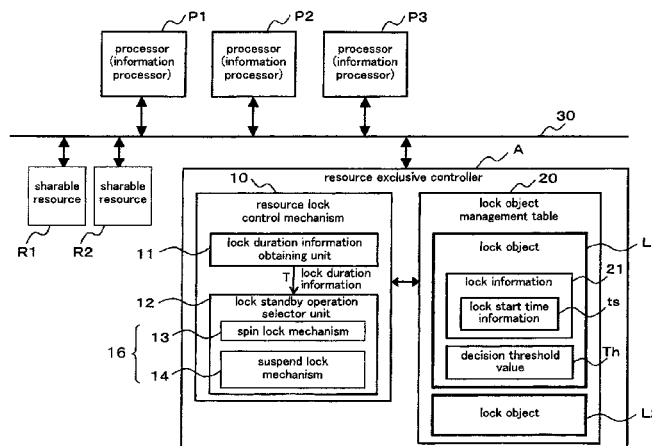 P1
P2
P3
processor
(information
processor)
processor
(information
processor)
processor
(information
processor)
30
A
sharable
resource
sharable
resource
R1
R2
resource exclusive controller
10
20
resource lock
control mechanism
lock object
management table
11
lock duration information
obtaining unit
T
lock duration
information
12
lock standby operation
selector unit
13
spin lock mechanism
16
14
suspend lock
mechanism
lock object
lock information
21
lock start time
information
ts
decision threshold
value
Th
lock object